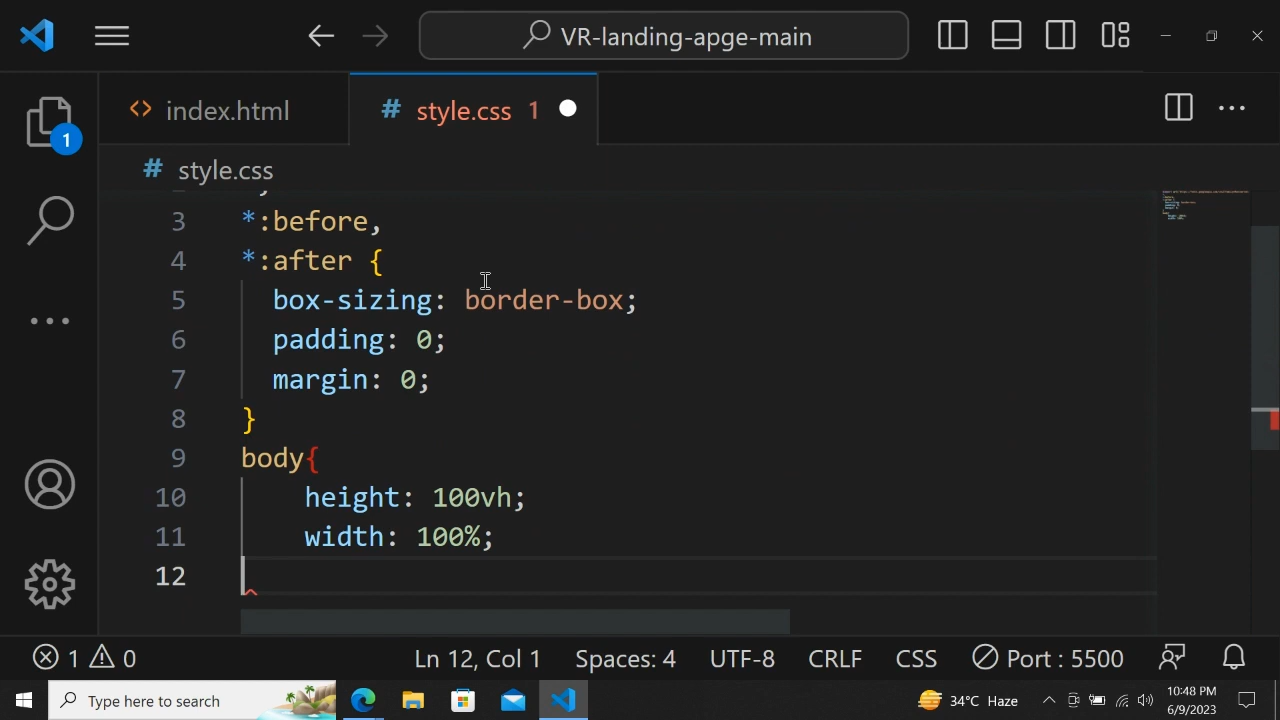 VR-landing-apge-main
index.html
# style.css 1
1
# style.css
3 *:before,
4 *:after {
5 box-sizing: border-box;
6 padding: 0;
7 margin: 0;
8 }
9 body{
10 height: 100vh;
11 width: 100%;
12
1 0 Ln 12, Col 1 Spaces: 4 UTF-8 CRLF CSS Port : 5500
Type here to search 34°C Haze 10:48 PM
6/9/2023